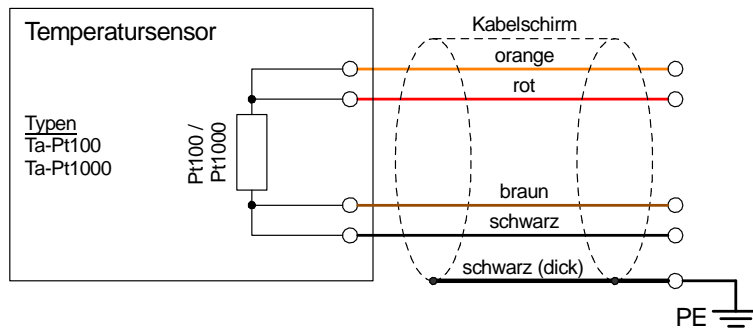 Temperatursensor
Kabelschirm
orange
rot
Typen
Ta-Pt100
Ta-Pt1000
Pt100 /
Pt1000
braun
schwarz
schwarz (dick)
PE